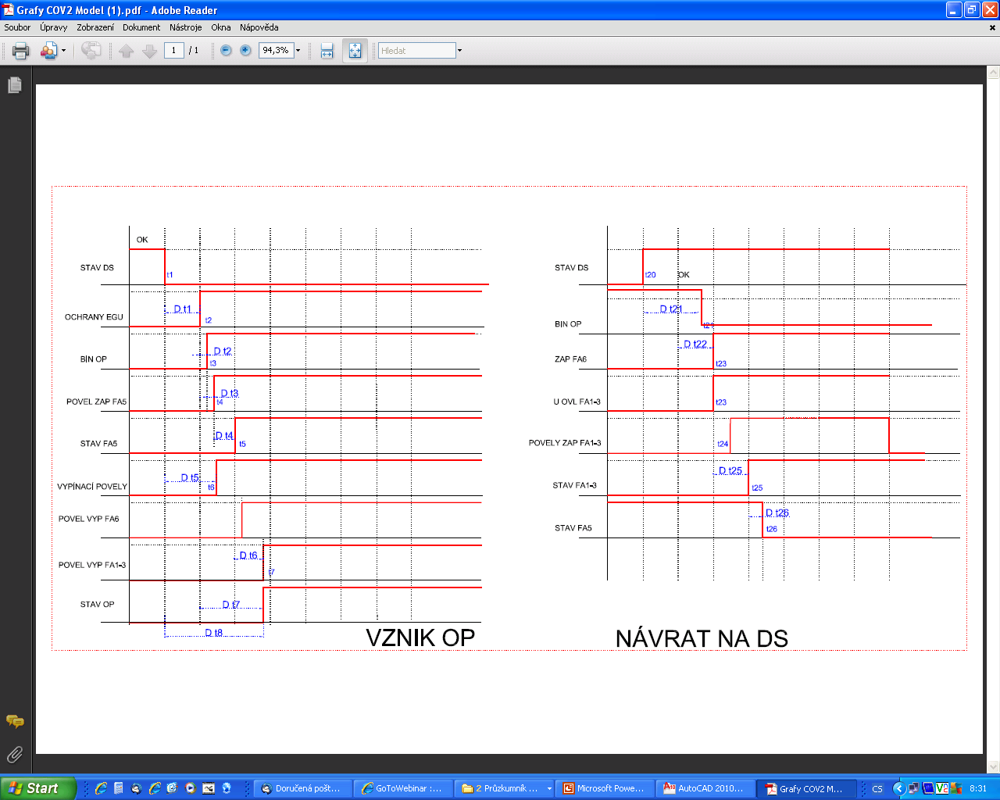 Grafy COV2 Model (1).pdf - Adobe Reader
Soubor Úpravy Zobrazení Dokument Nástroje Okna Nápověda
1 / 1 94,3% Hledat
OK
STAV DS
t1
D t1
OCHRANY EGU
t2
D t2
BIN OP
t3
D t3
POVEL ZAP FA5
t4
D t4
STAV FA5
t5
D t5
VYPÍNACÍ POVELY
t6
POVEL VYP FA6
D t6
POVEL VYP FA1-3
t7
STAV OP
D t7
D t8
VZNIK OP
STAV DS
t20
OK
D t21
BIN OP
t21
D t22
ZAP FA6
t23
U OVL FA1-3
t23
POVELY ZAP FA1-3
t24
D t25
STAV FA1-3
t25
D t26
STAV FA5
t26
NÁVRAT NA DS
Start
Doručená pošt...
GoToWebinar :...
2 Průzkumník ...
Microsoft Powe...
AutoCAD 2010...
Grafy COV2 M...
CS
8:31